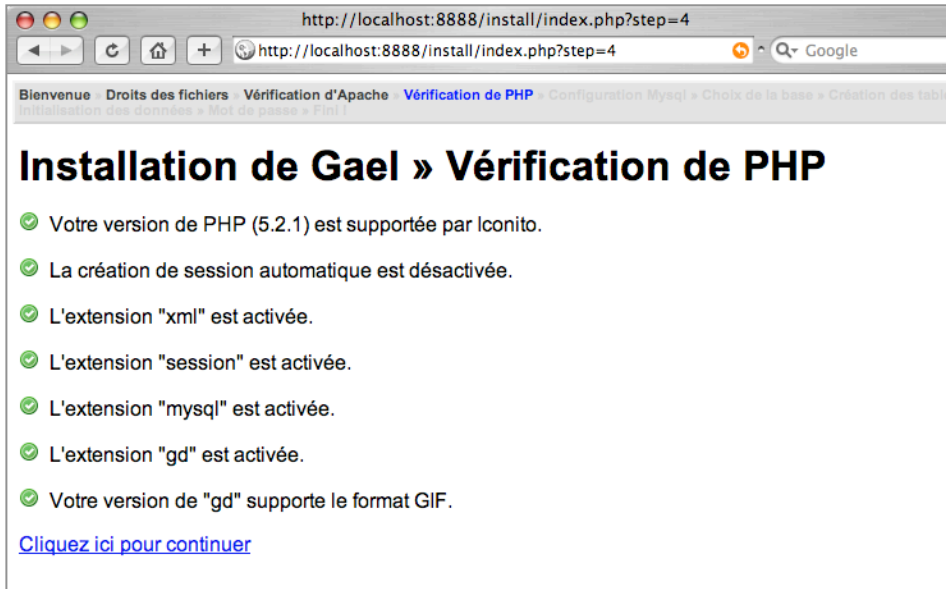 http://localhost:8888/install/index.php?step=4
http://localhost:8888/install/index.php?step=4 Google
Bienvenue » Droits des fichiers » Vérification d'Apache » Vérification de PHP » Configuration Mysql » Choix de la base » Création des table
Initialisation des données » Mot de passe » Fini !
Installation de Gael » Vérification de PHP
Votre version de PHP (5.2.1) est supportée par Iconito.
La création de session automatique est désactivée.
L'extension "xml" est activée.
L'extension "session" est activée.
L'extension "mysql" est activée.
L'extension "gd" est activée.
Votre version de "gd" supporte le format GIF.
Cliquez ici pour continuer